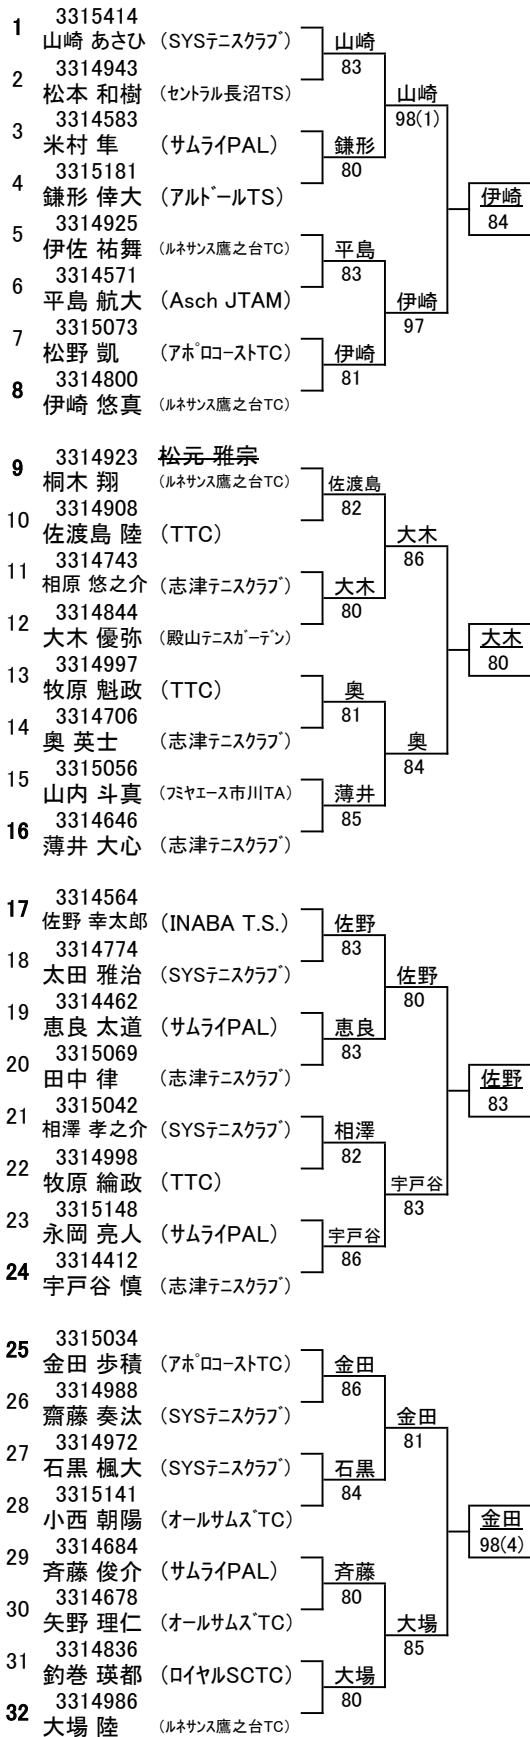 1 3315414
山崎 あさひ (SYSテニスクラブ)
2 3314943
松本 和樹 (セントラル長沼TS)
3 3314583
米村 隼 (サムライPAL)
4 3315181
鎌形 倖大 (アルドールTS)
5 3314925
伊佐 祐舞 (ルネサンス鷹之台TC)
6 3314571
平島 航大 (Asch JTAM)
7 3315073
松野 凱 (アポロコーストTC)
8 3314800
伊崎 悠真 (ルネサンス鷹之台TC)
山崎
83
鎌形
80
平島
83
伊崎
81
山崎
98(1)
伊崎
97
伊崎
84
9 3314923 松元 雅宗
桐木 翔 (ルネサンス鷹之台TC)
10 3314908
佐渡島 陸 (TTC)
11 3314743
相原 悠之介 (志津テニスクラブ)
12 3314844
大木 優弥 (殿山テニスガーデン)
13 3314997
牧原 魁政 (TTC)
14 3314706
奥 英士 (志津テニスクラブ)
15 3315056
山内 斗真 (フミヤエース市川TA)
16 3314646
薄井 大心 (志津テニスクラブ)
佐渡島
82
大木
80
奥
81
薄井
85
大木
86
奥
84
大木
80
17 3314564
佐野 幸太郎 (INABA T.S.)
18 3314774
太田 雅治 (SYSテニスクラブ)
19 3314462
恵良 太道 (サムライPAL)
20 3315069
田中 律 (志津テニスクラブ)
21 3315042
相澤 孝之介 (SYSテニスクラブ)
22 3314998
牧原 綸政 (TTC)
23 3315148
永岡 亮人 (サムライPAL)
24 3314412
宇戸谷 慎 (志津テニスクラブ)
佐野
83
恵良
83
相澤
82
宇戸谷
86
佐野
80
宇戸谷
83
佐野
83
25 3315034
金田 歩積 (アポロコーストTC)
26 3314988
齋藤 奏汰 (SYSテニスクラブ)
27 3314972
石黒 楓大 (SYSテニスクラブ)
28 3315141
小西 朝陽 (オールサムズTC)
29 3314684
斉藤 俊介 (サムライPAL)
30 3314678
矢野 理仁 (オールサムズTC)
31 3314836
釣巻 瑛都 (ロイヤルSCTC)
32 3314986
大場 陸 (ルネサンス鷹之台TC)
金田
86
石黒
84
斉藤
80
大場
80
金田
81
大場
85
金田
98(4)